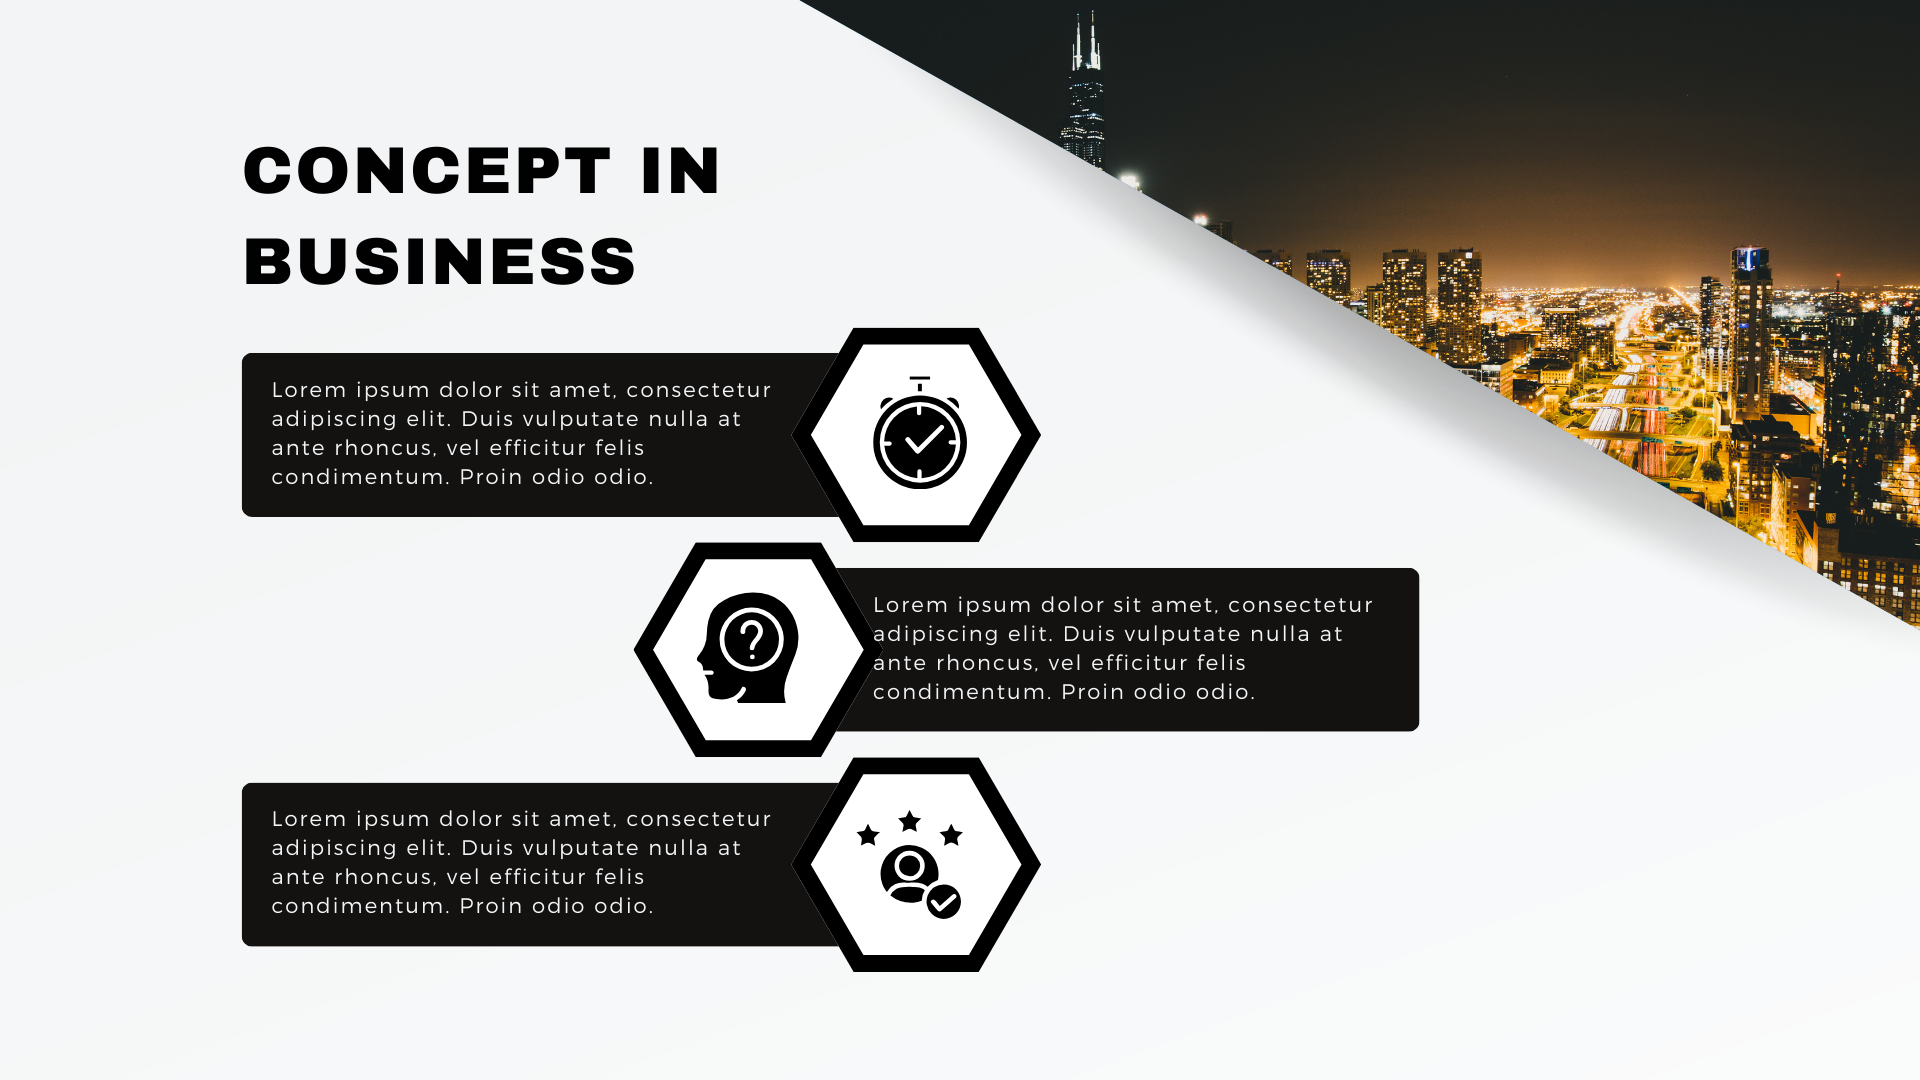 CONCEPT IN
BUSINESS
Lorem ipsum dolor sit amet, consectetur
adipiscing elit. Duis vulputate nulla at
ante rhoncus, vel efficitur felis
condimentum. Proin odio odio.
?
Lorem ipsum dolor sit amet, consectetur
adipiscing elit. Duis vulputate nulla at
ante rhoncus, vel efficitur felis
condimentum. Proin odio odio.
Lorem ipsum dolor sit amet, consectetur
adipiscing elit. Duis vulputate nulla at
ante rhoncus, vel efficitur felis
condimentum. Proin odio odio.